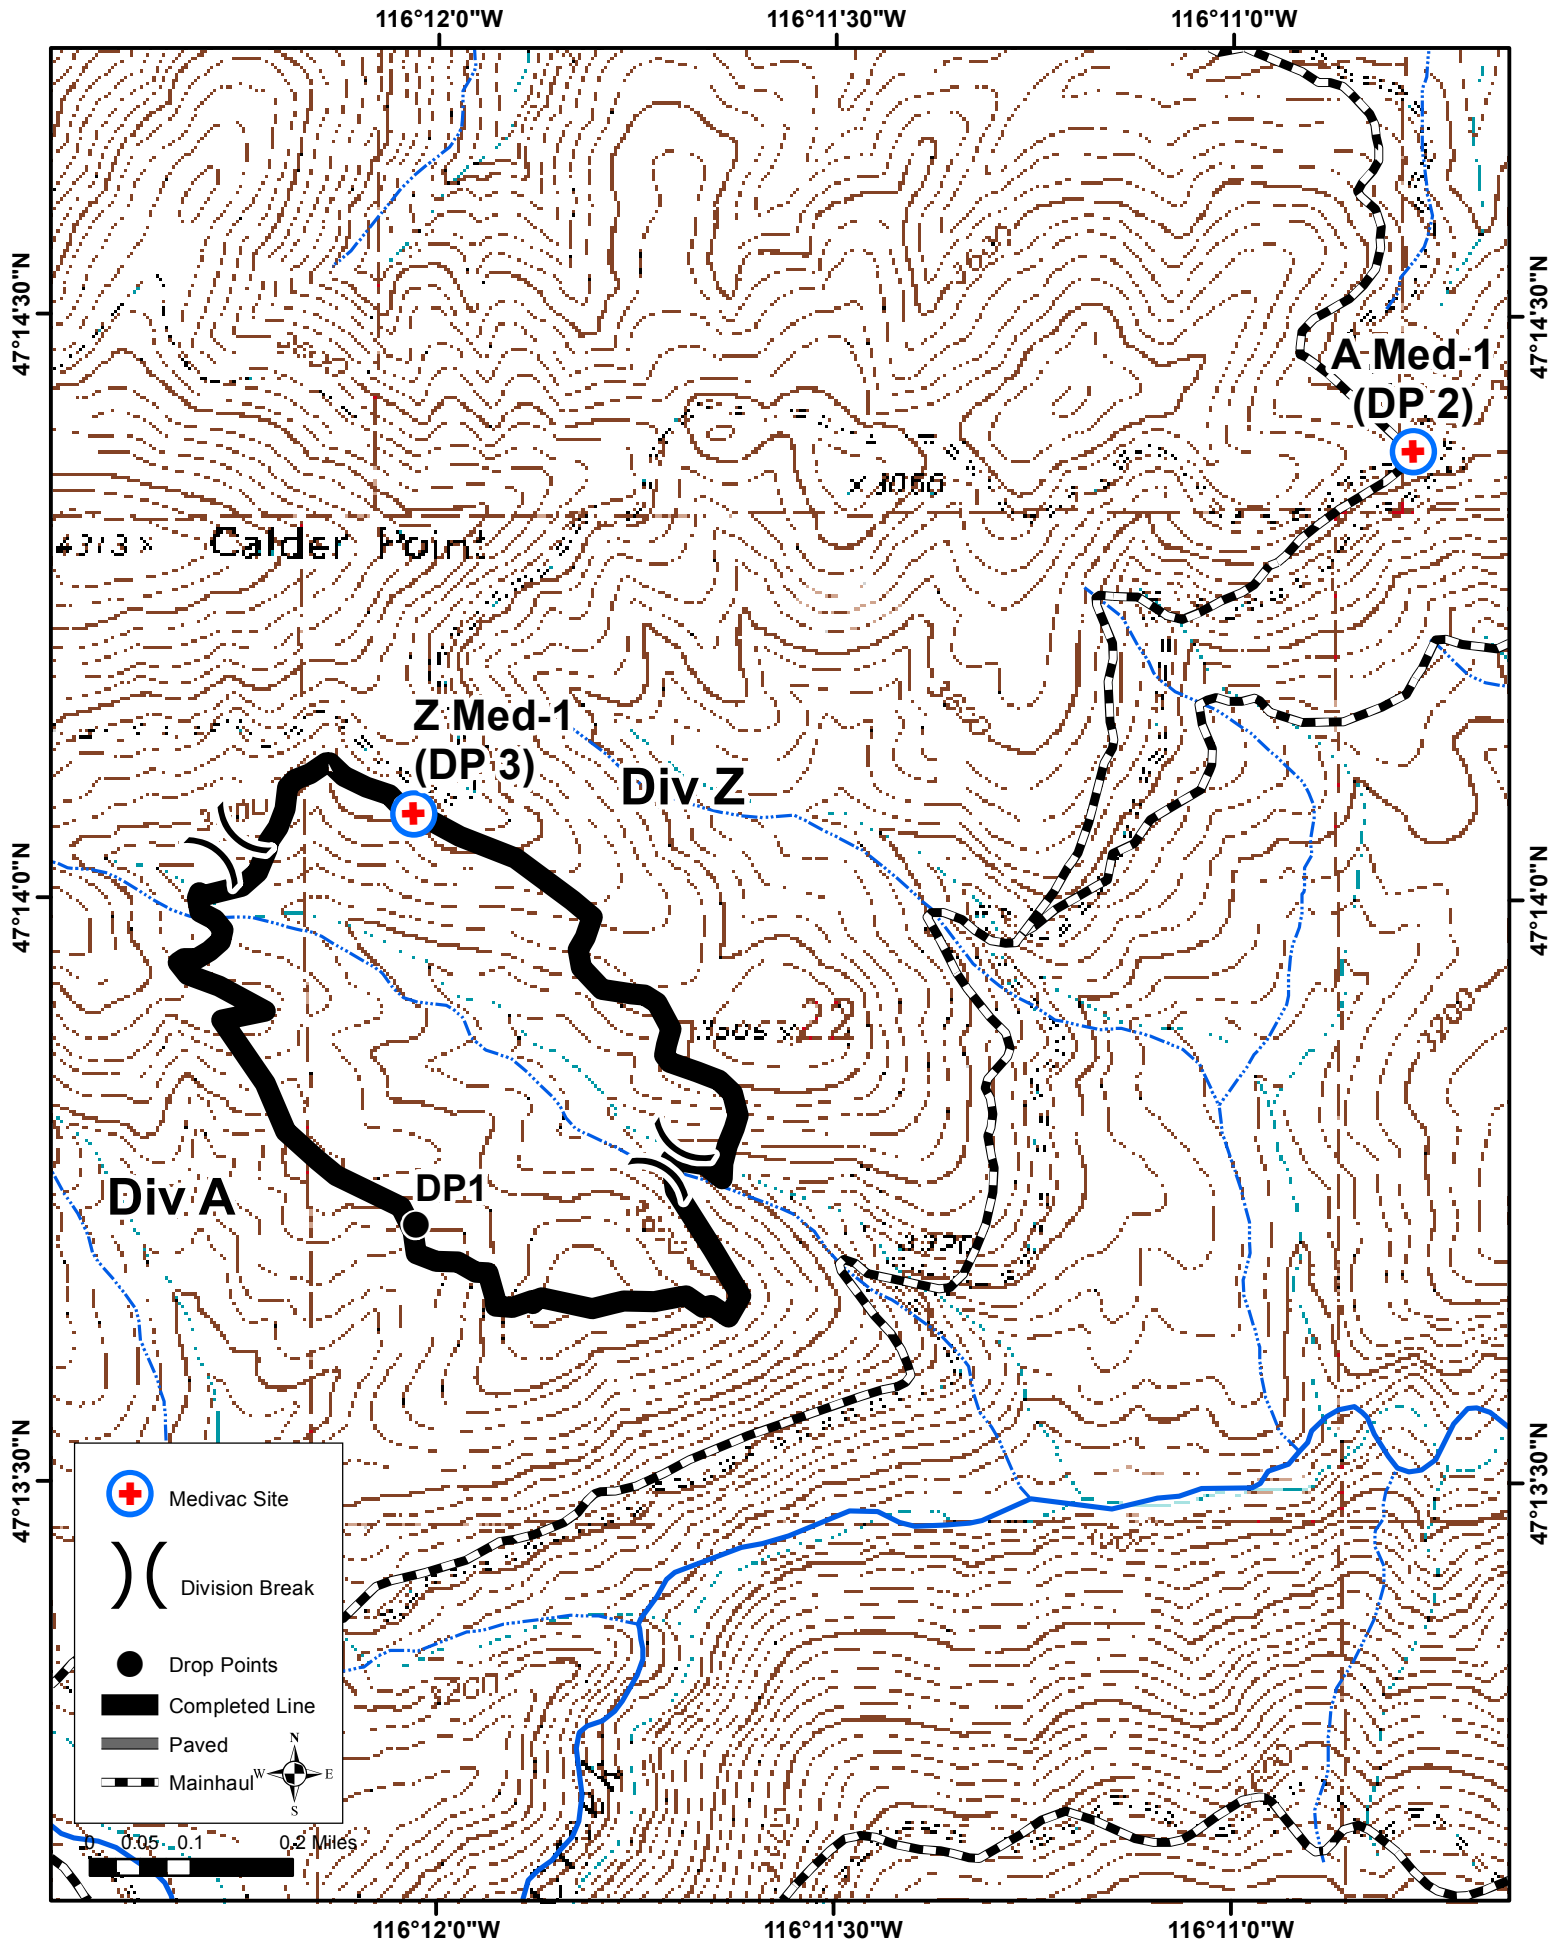 116°12'0"W
116°11'30"W
116°11'0"W
47°14'30"N
47°14'30"N
A Med-1
(DP 2)
4313 ×
Calder Point
Z Med-1
(DP 3)
Div Z
47°14'0"N
47°14'0"N
22
Div A
DP1
47°13'30"N
47°13'30"N
Medivac Site
Division Break
Drop Points
Completed Line
Paved
Mainhaul
N
W
E
S
0 0.05 0.1 0.2 Miles
3200
3200
116°12'0"W
116°11'30"W
116°11'0"W